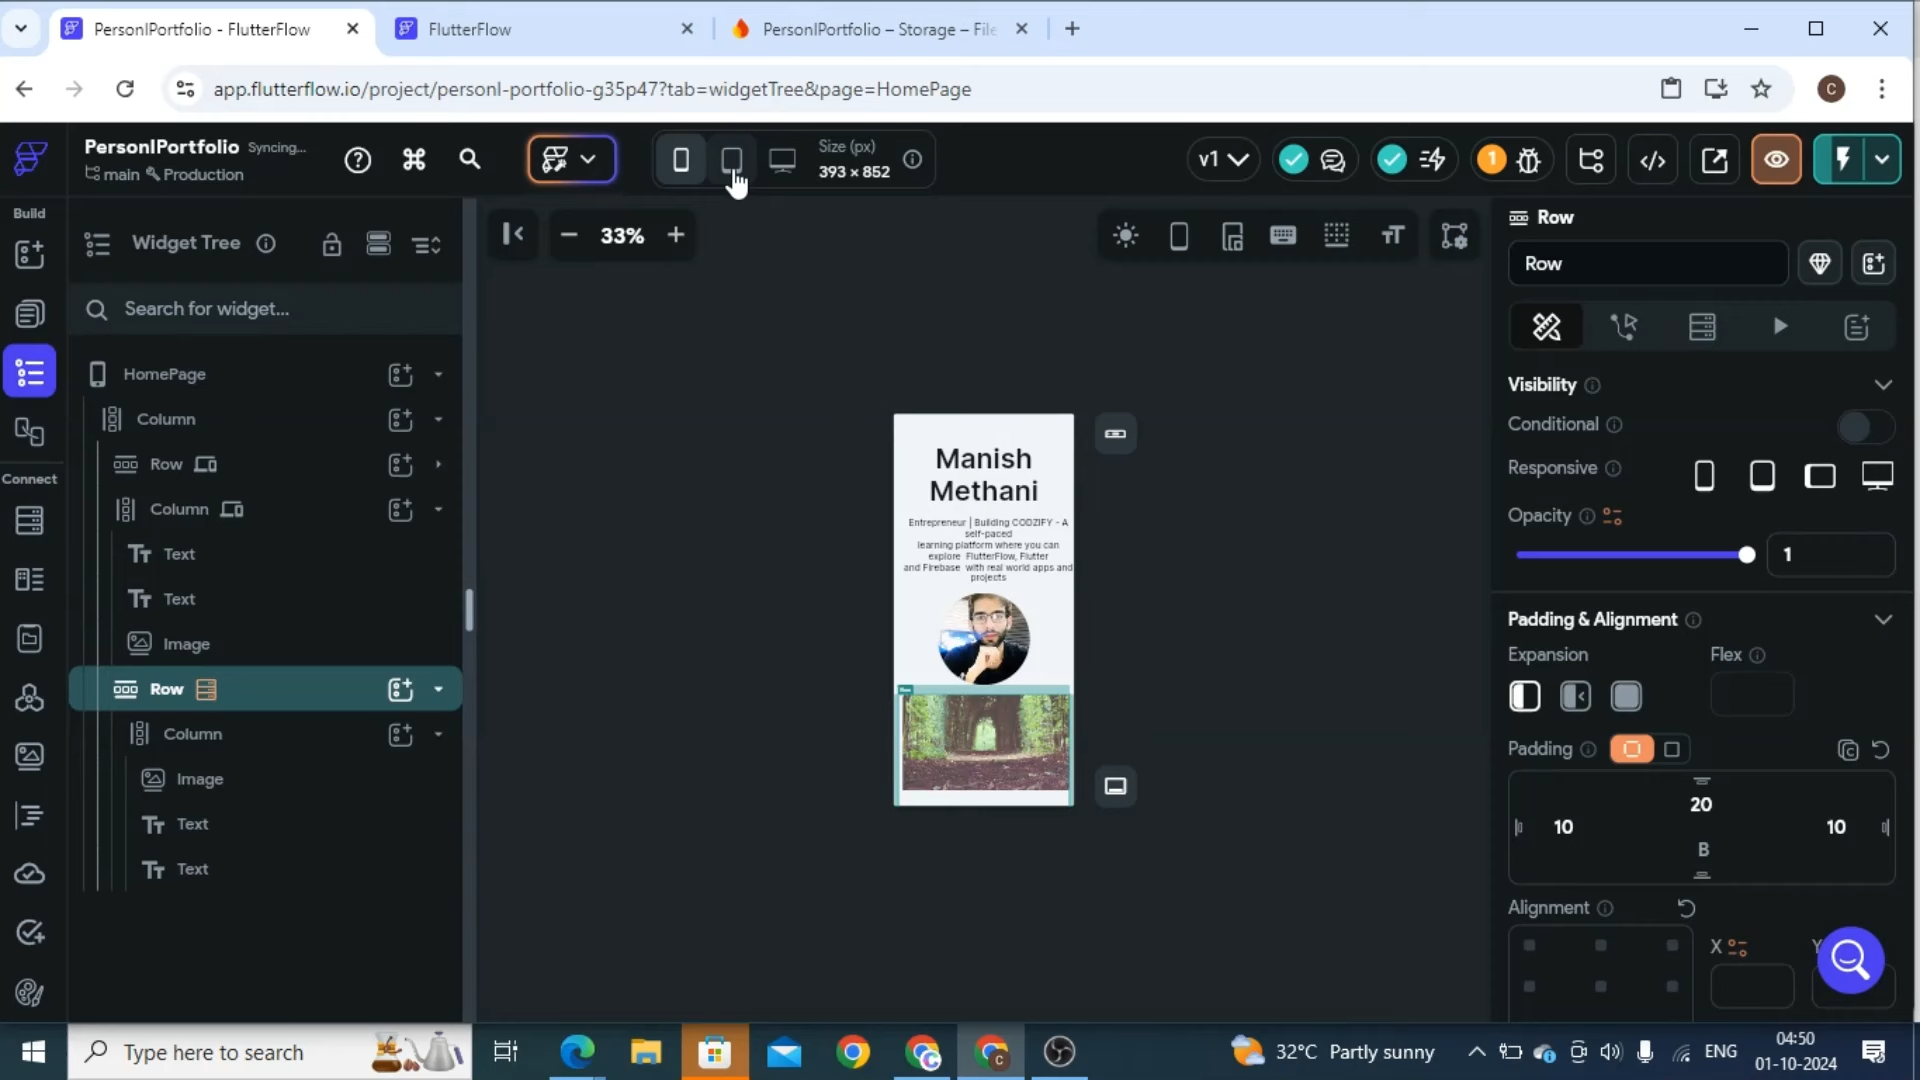 PersonlPortfolio - FlutterFlow
FlutterFlow
PersonlPortfolio – Storage – File
app.flutterflow.io/project/personl-portfolio-g35p47?tab=widgetTree&page=HomePage
C
PersonlPortfolio Syncing...
main Production
Size (px)
393 × 852
v1
1
Build
Widget Tree
33%
Search for widget...
HomePage
Column
Row
Column
Text
Text
Image
Row
Column
Image
Text
Text
Connect
Manish
Methani
Entrepreneur | Building CODZIFY - A
self-paced
learning platform where you can
explore FlutterFlow, Flutter
and Firebase with real world apps and
projects
Row
Row
Row
Visibility
Conditional
Responsive
Opacity
1
Padding & Alignment
Expansion Flex
Padding
20
10 10
B
Alignment
X Y
Type here to search
32°C Partly sunny
ENG
04:50
01-10-2024